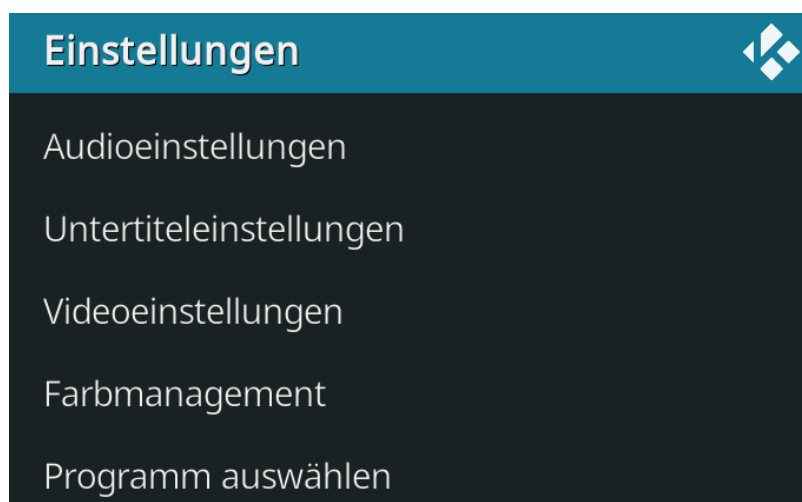 Einstellungen
Audioeinstellungen
Untertiteleinstellungen
Videoeinstellungen
Farbmanagement
Programm auswählen